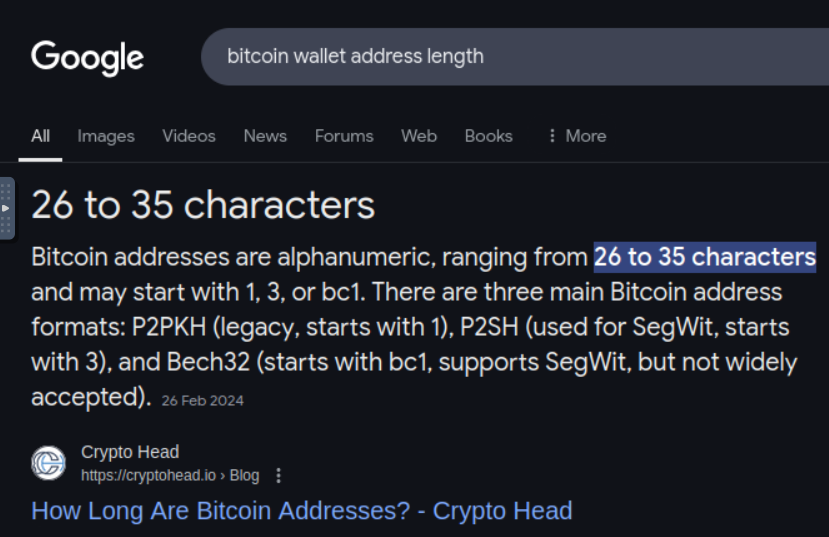 Google
bitcoin wallet address length
All Images Videos News Forums Web Books More
26 to 35 characters
Bitcoin addresses are alphanumeric, ranging from 26 to 35 characters
and may start with 1, 3, or bc1. There are three main Bitcoin address
formats: P2PKH (legacy, starts with 1), P2SH (used for SegWit, starts
with 3), and Bech32 (starts with bc1, supports SegWit, but not widely
accepted). 26 Feb 2024
Crypto Head
https://cryptohead.io › Blog
How Long Are Bitcoin Addresses? - Crypto Head